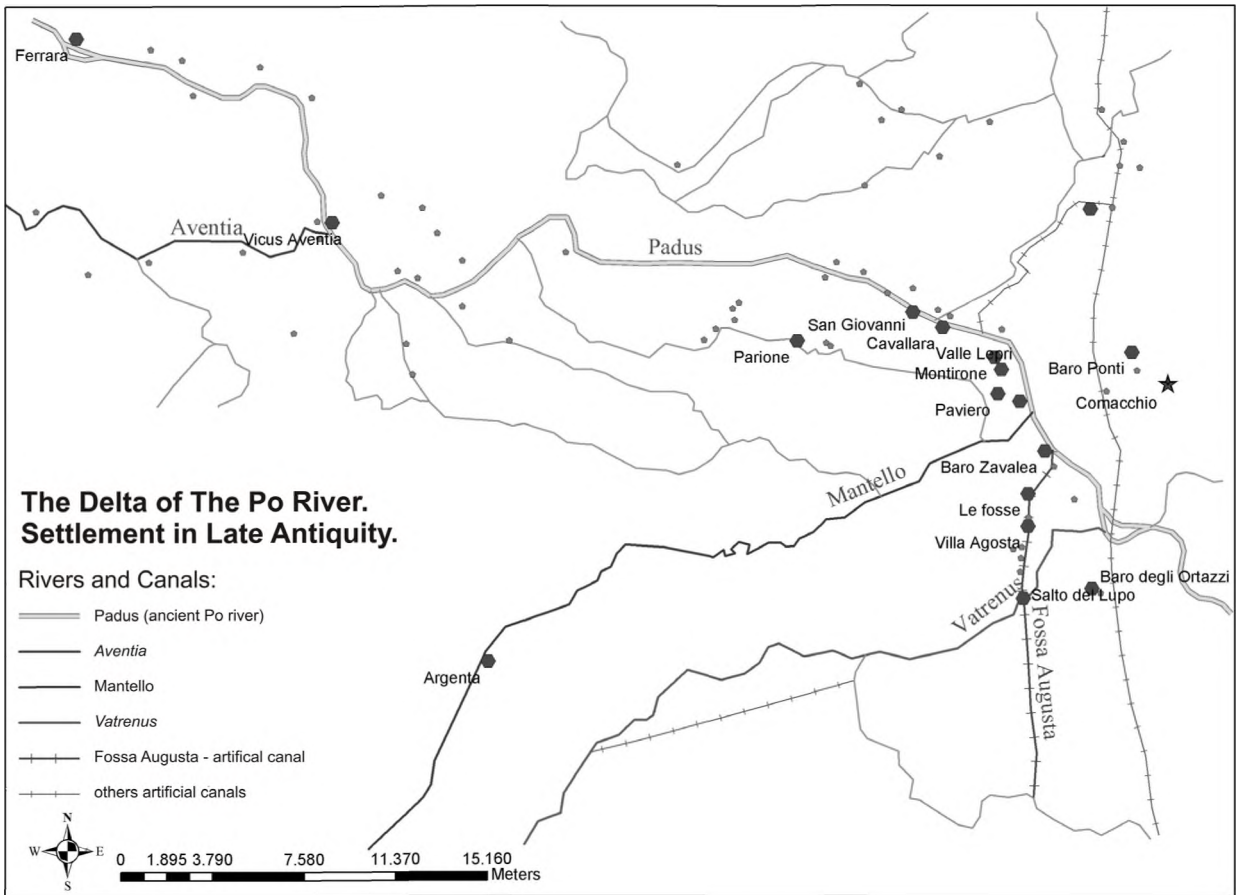 Ferrara
Aventia
Vicus Aventia
Padus
San Giovanni
Cavallara
Parione
Valle Lepri
Montirone
Baro Ponti
Paviero
Comacchio
Baro Zavalea
Mantello
Le fosse
Villa Agosta
Baro degli Ortazzi
Vatrenus
Salto del Lupo
Fossa Augusta
Argenta
The Delta of The Po River.
Settlement in Late Antiquity.
Rivers and Canals:
Padus (ancient Po river)
Aventia
Mantello
Vatrenus
Fossa Augusta - artifical canal
others artificial canals
N
W E
S
0 1.895 3.790 7.580 11.370 15.160
Meters